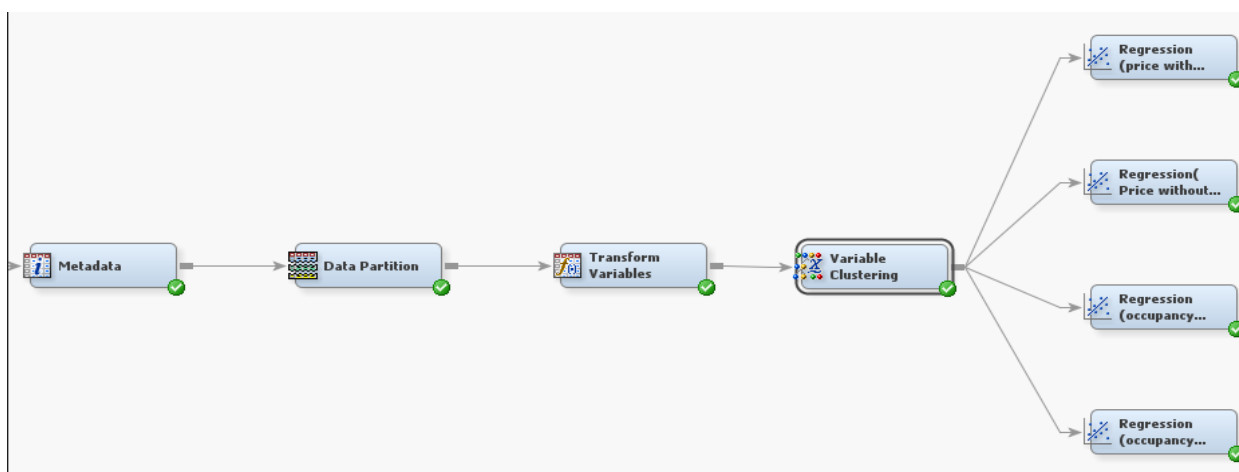 Metadata
Data Partition
Transform
Variables
Variable
Clustering
Regression
(price with...
Regression(
Price without...
Regression
(occupancy...
Regression
(occupancy...